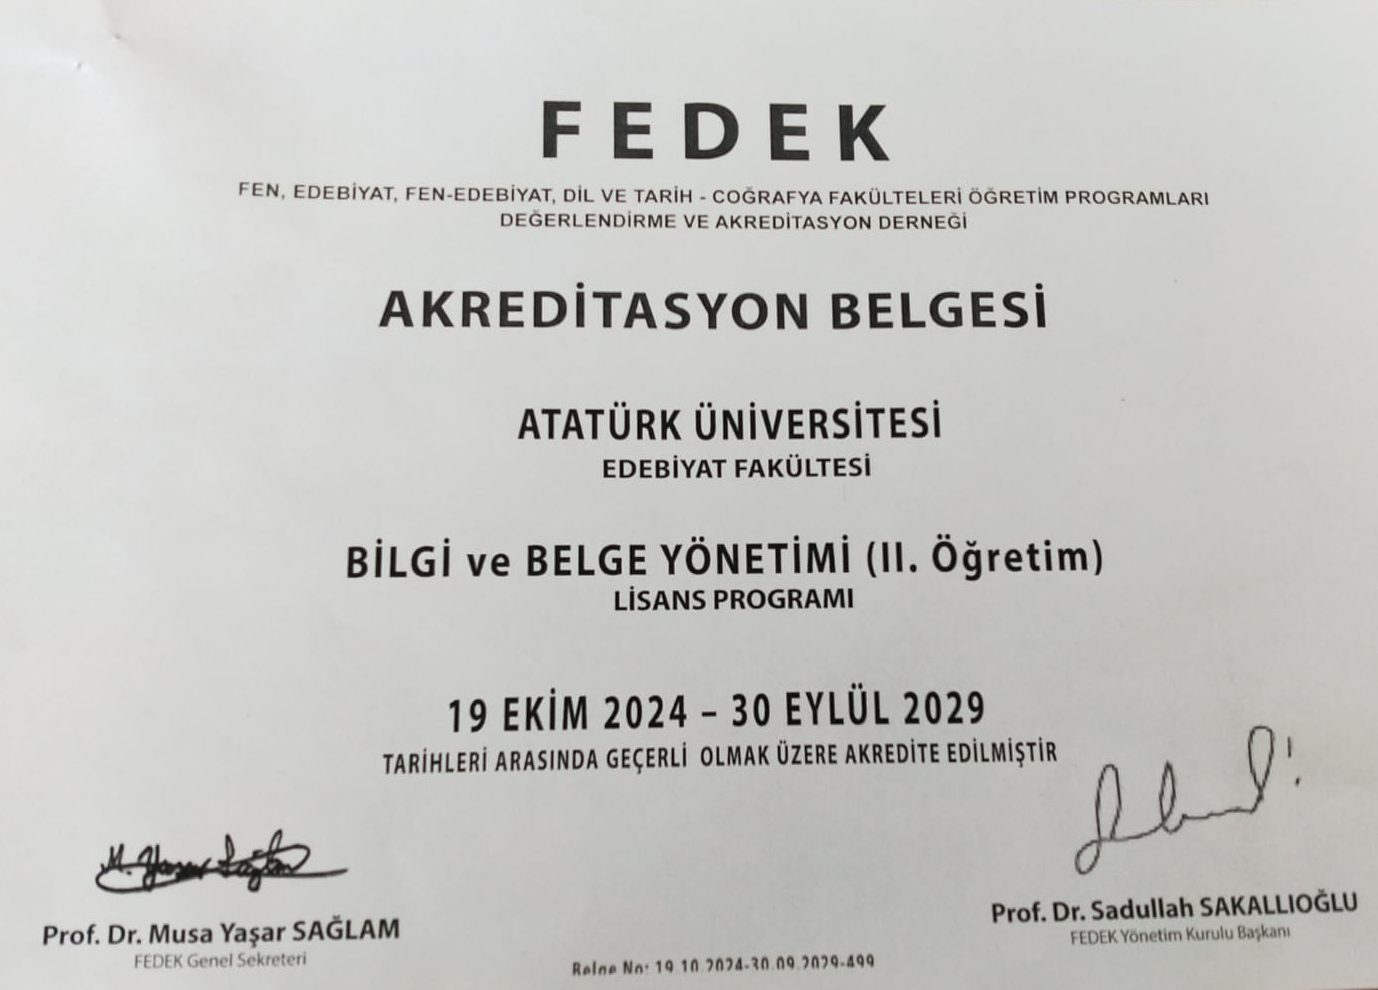 FEDEK
FEN, EDEBİYAT, FEN-EDEBİYAT, DİL VE TARİH - COĞRAFYA FAKÜLTELERİ ÖĞRETİM PROGRAMLARI
DEĞERLENDİRME VE AKREDİTASYON DERNEĞİ
AKREDİTASYON BELGESİ
ATATÜRK ÜNİVERSİTESİ
EDEBİYAT FAKÜLTESİ
BİLGİ ve BELGE YÖNETİMİ (II. Öğretim)
LİSANS PROGRAMI
19 EKİM 2024 – 30 EYLÜL 2029
TARİHLERİ ARASINDA GEÇERLİ OLMAK ÜZERE AKREDİTE EDİLMİŞTİR
M. Yaşar Sağlam
Prof. Dr. Musa Yaşar SAĞLAM
FEDEK Genel Sekreteri
Prof. Dr. Sadullah SAKALLIOĞLU
FEDEK Yönetim Kurulu Başkanı
No: 19.10.2024-30.09.2029-499